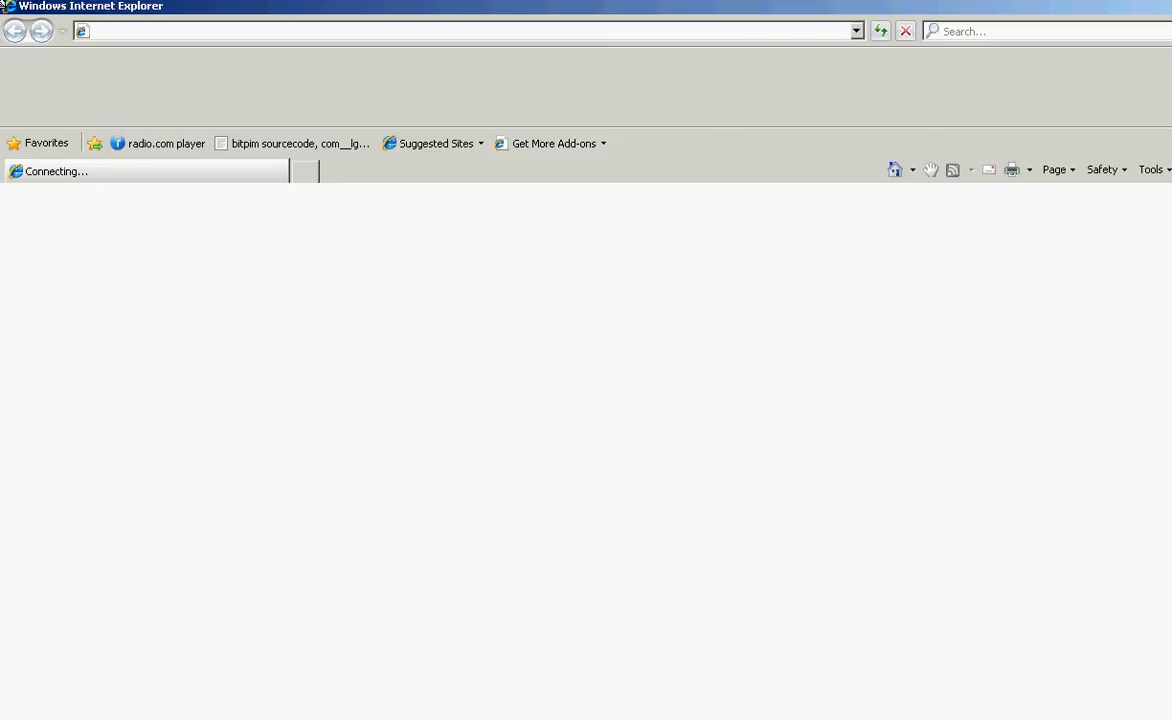 Windows Internet Explorer
Search...
Favorites radio.com player bitpim sourcecode, com__lg... Suggested Sites Get More Add-ons
Connecting... Page Safety Tools